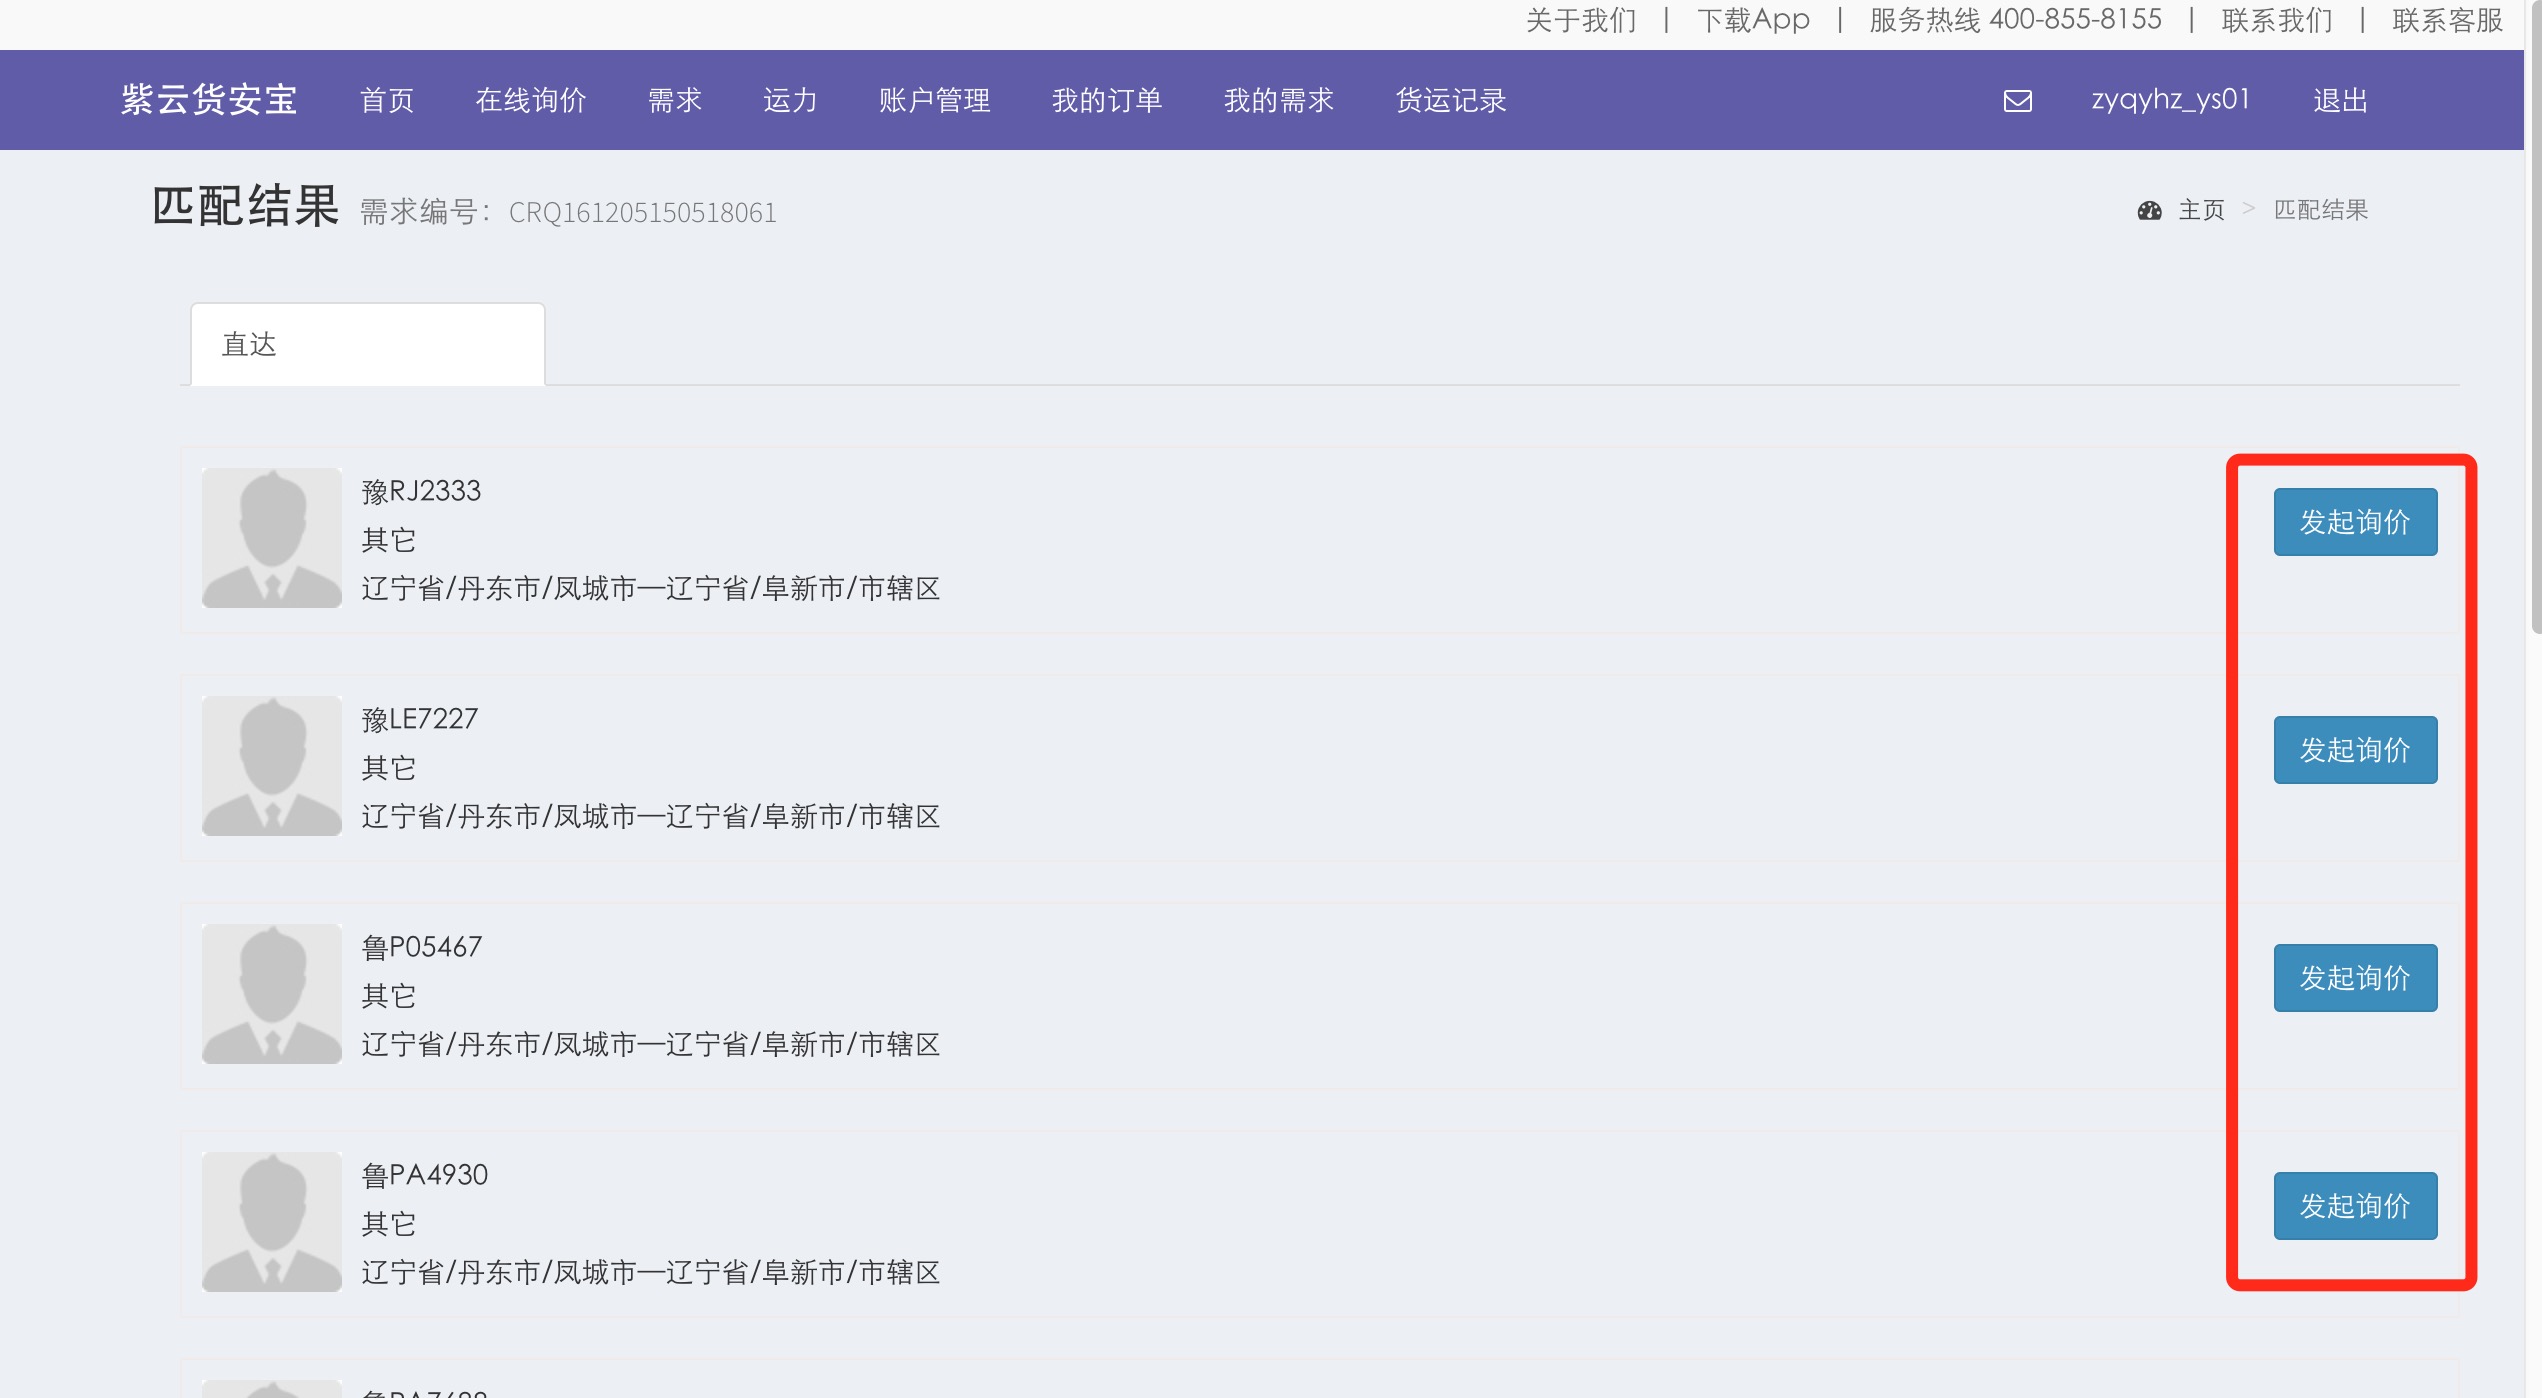 关于我们 | 下载App | 服务热线 400-855-8155 | 联系我们 | 联系客服
紫云货安宝 首页 在线询价 需求 运力 账户管理 我的订单 我的需求 货运记录 zyqyhz_ys01 退出
匹配结果 需求编号：CRQ161205150518061 主页 > 匹配结果
直达
豫RJ2333
其它
辽宁省/丹东市/凤城市—辽宁省/阜新市/市辖区
发起询价
豫LE7227
其它
辽宁省/丹东市/凤城市—辽宁省/阜新市/市辖区
发起询价
鲁P05467
其它
辽宁省/丹东市/凤城市—辽宁省/阜新市/市辖区
发起询价
鲁PA4930
其它
辽宁省/丹东市/凤城市—辽宁省/阜新市/市辖区
发起询价